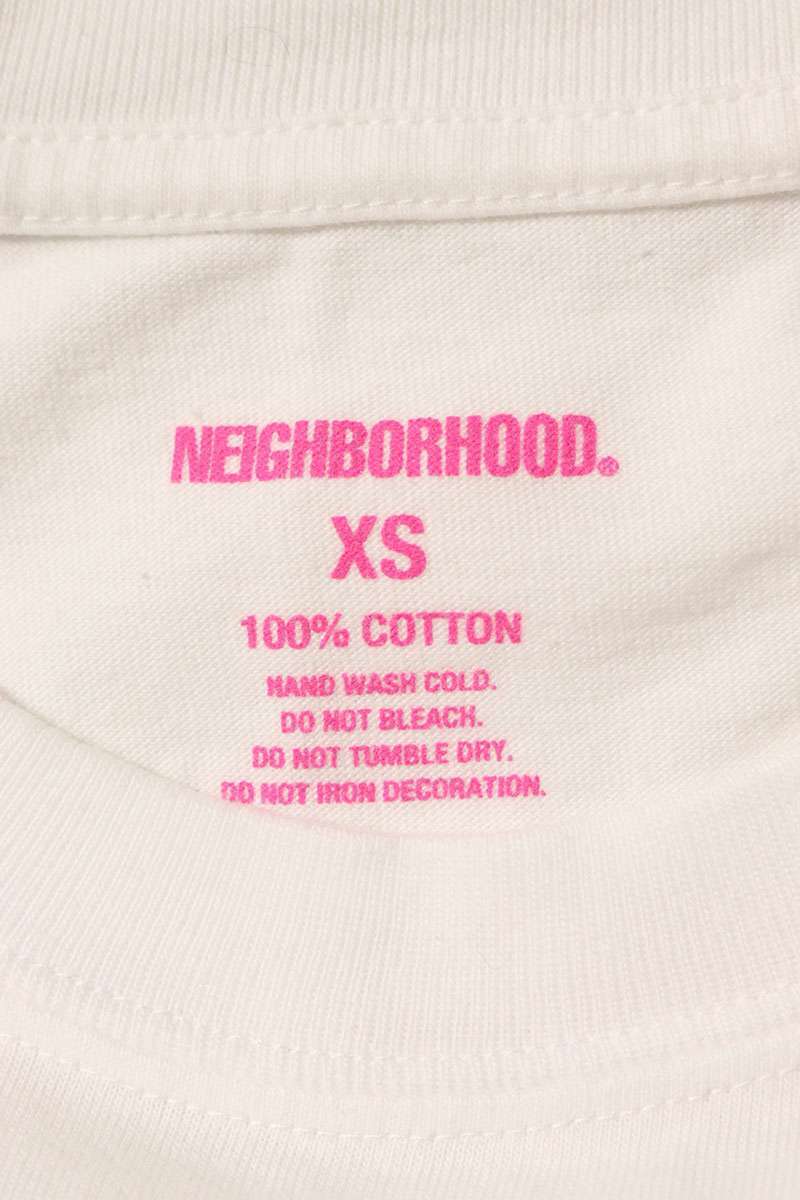 NEIGHBORHOOD®
XS
100% COTTON
HAND WASH COLD.
DO NOT BLEACH.
DO NOT TUMBLE DRY.
DO NOT IRON DECORATION.